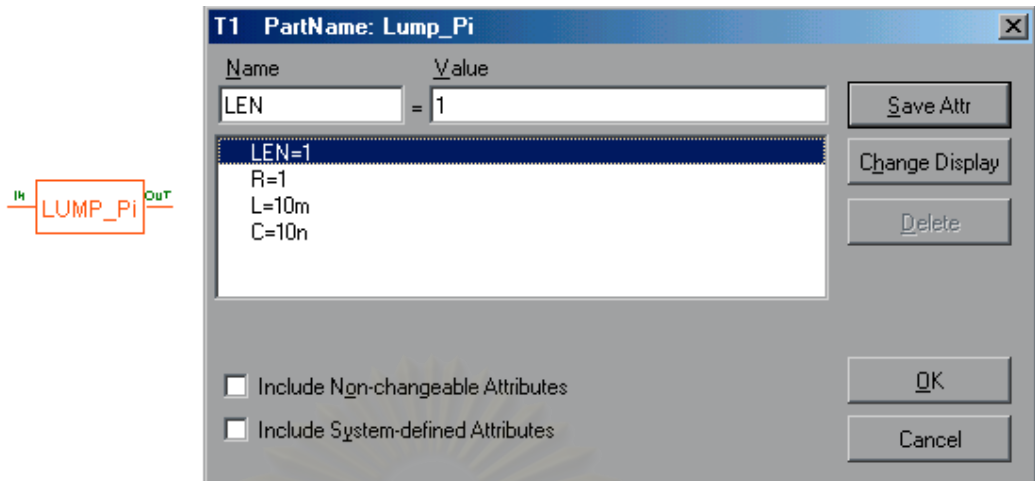 IN
LUMP_Pi
OuT
T1 PartName: Lump_Pi
Name Value
LEN = 1
Save Attr
LEN=1
R=1
L=10m
C=10n
Change Display
Delete
Include Non-changeable Attributes
Include System-defined Attributes
OK
Cancel